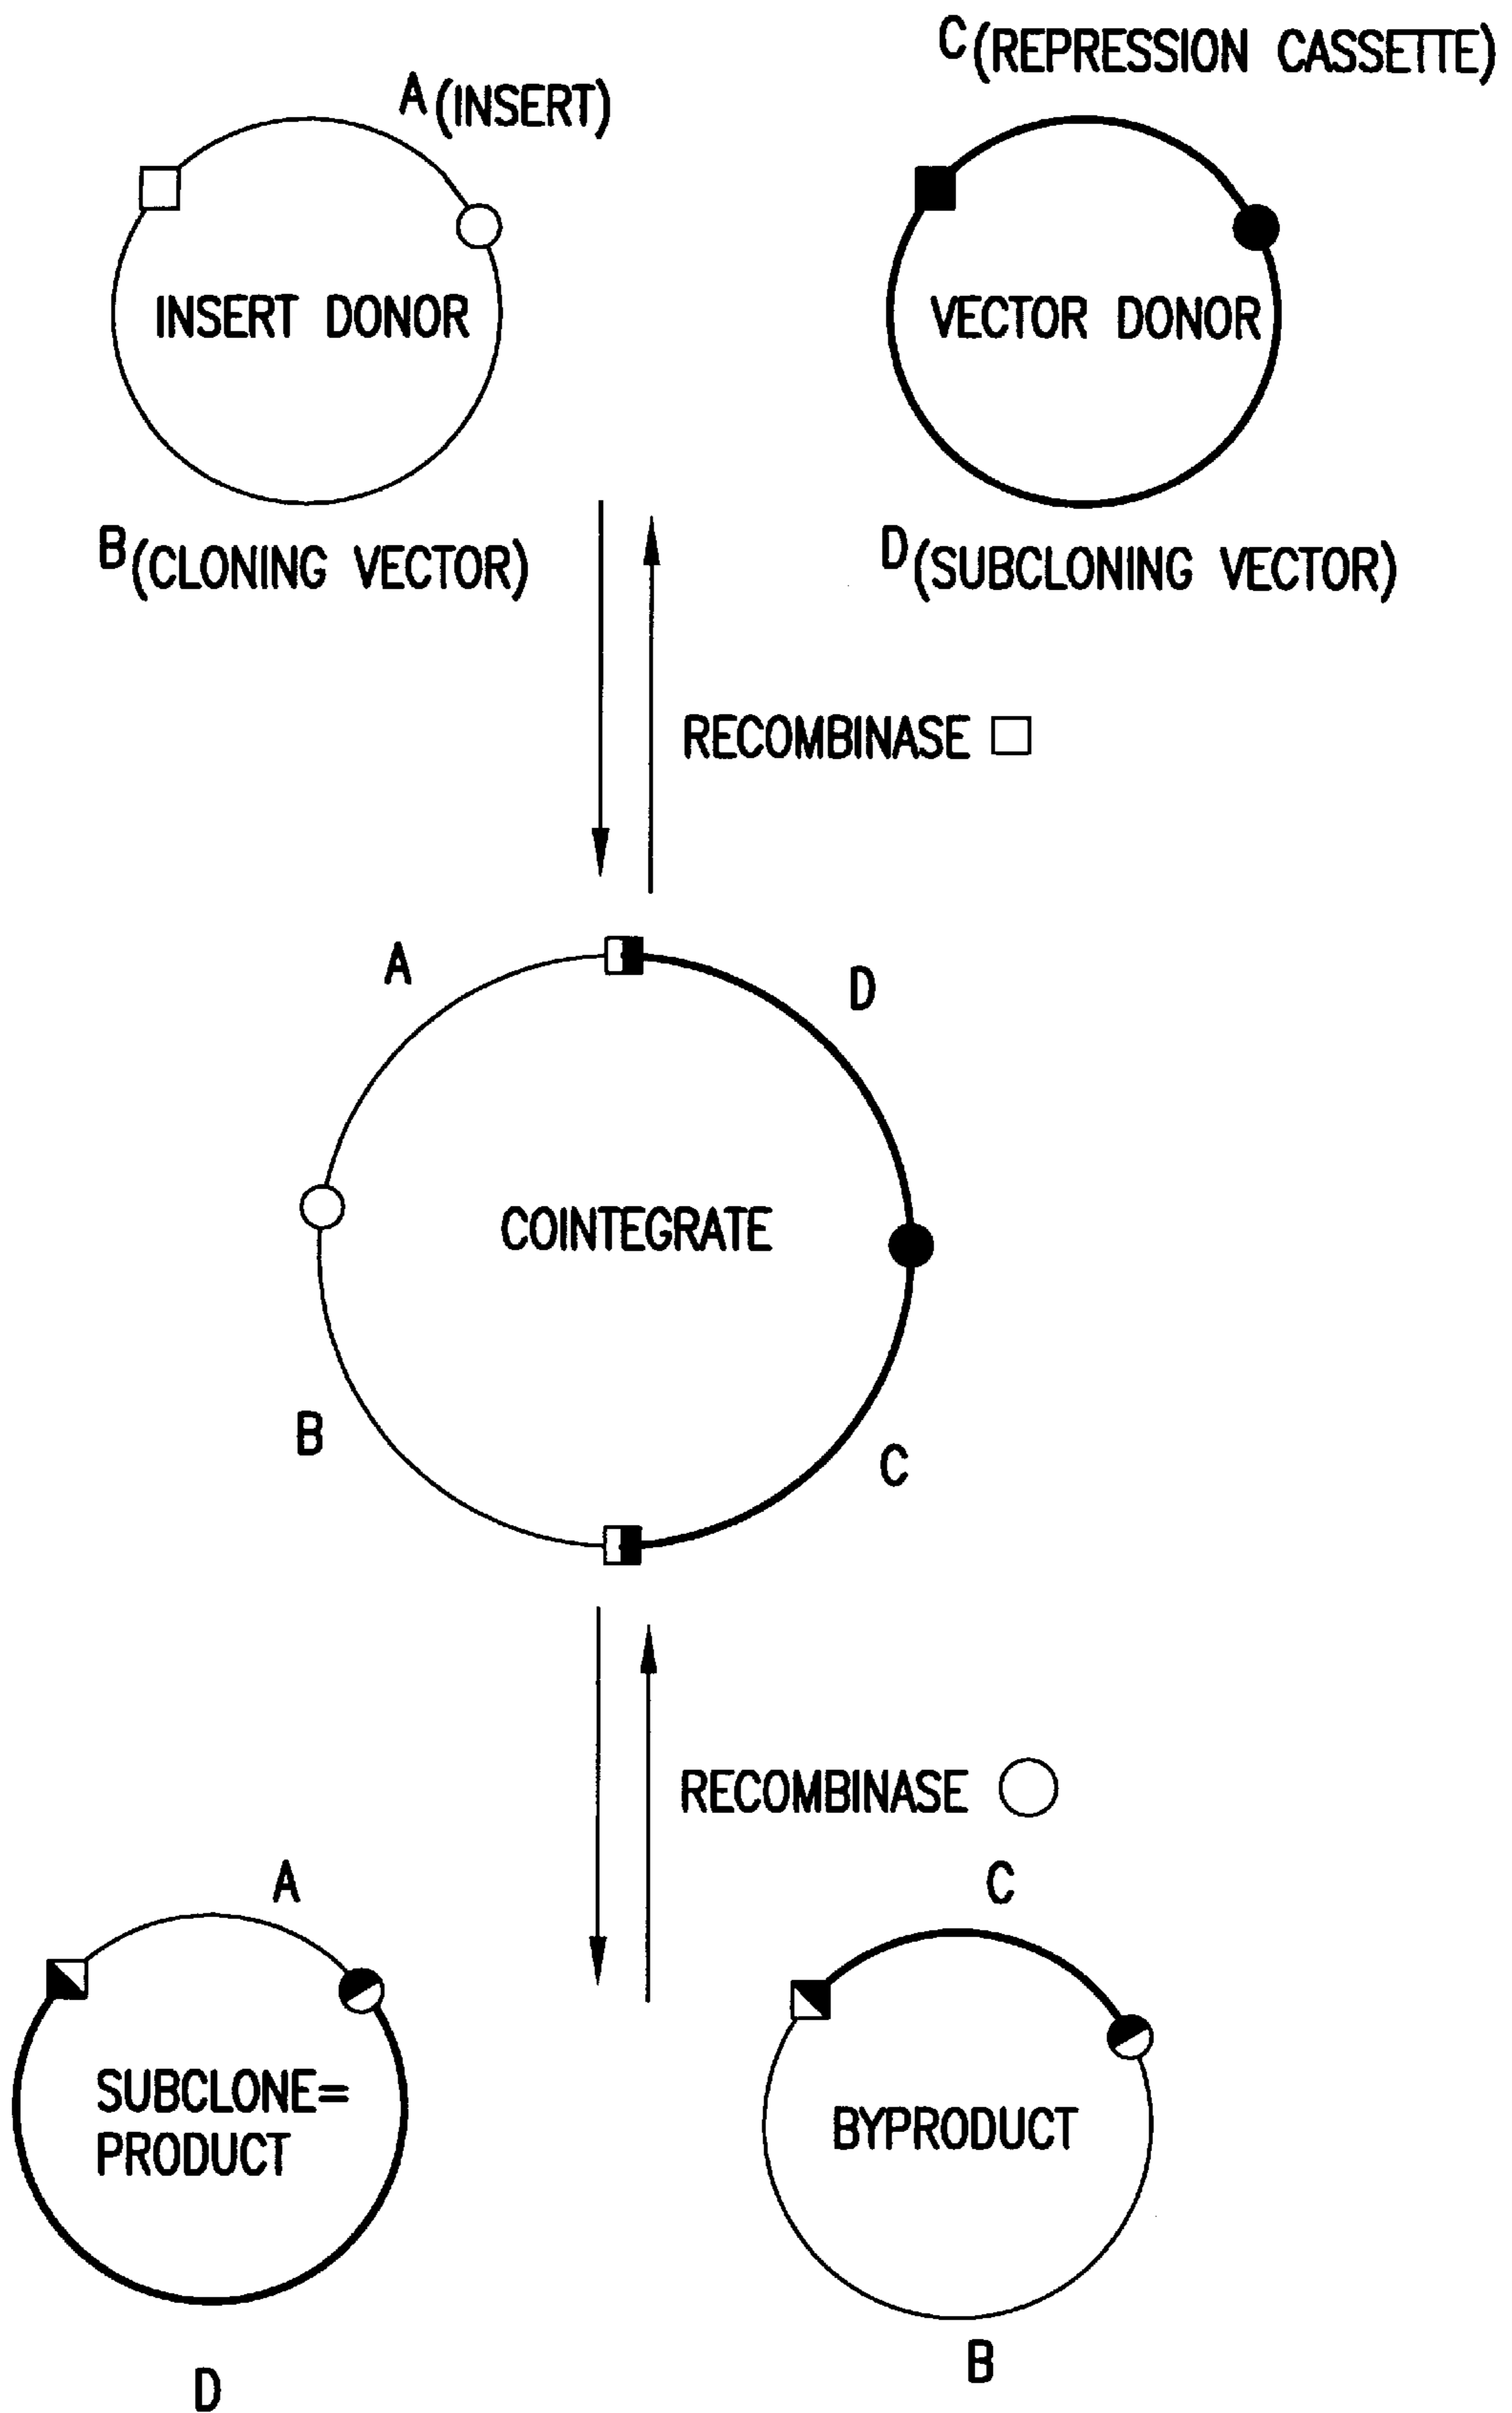 C (REPRESSION CASSETTE)
A (INSERT)
INSERT DONOR
VECTOR DONOR
B (CLONING VECTOR)
D (SUBCLONING VECTOR)
RECOMBINASE
A
D
COINTEGRATE
B
C
RECOMBINASE
A
C
SUBCLONE=
PRODUCT
BYPRODUCT
B
D